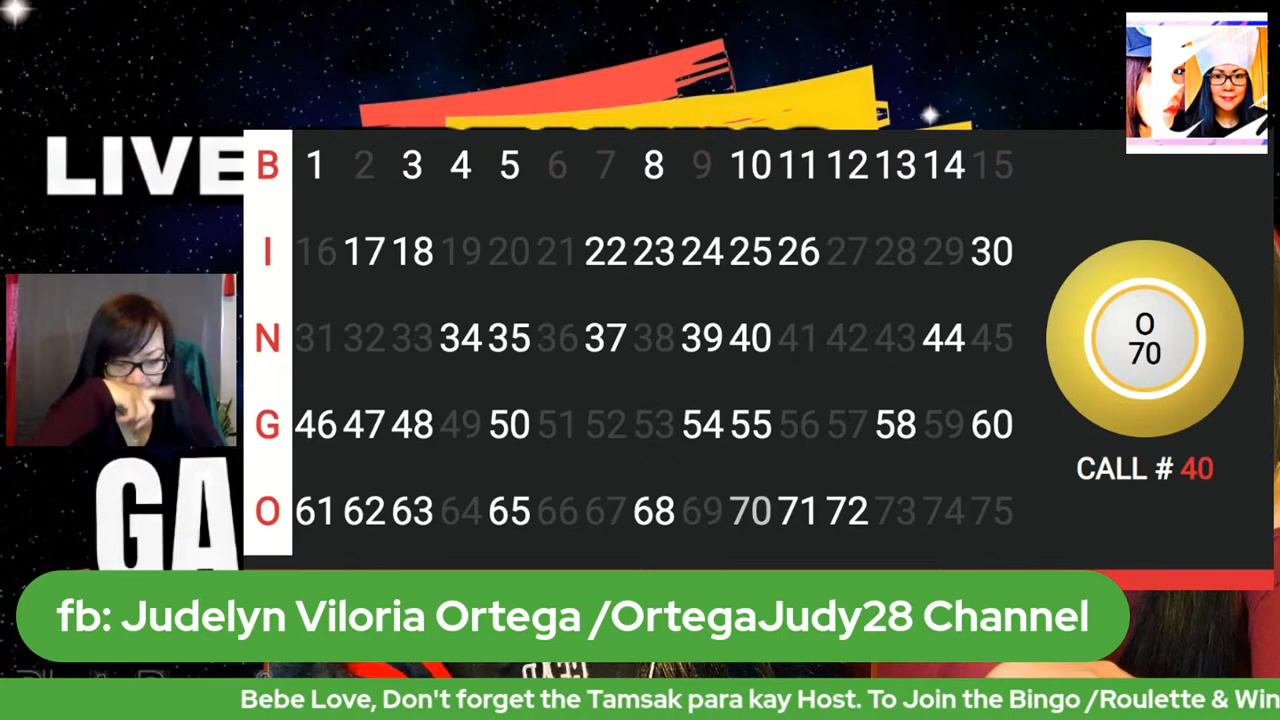 LIVE
B 1 2 3 4 5 6 7 8 9 10 11 12 13 14 15
I 16 17 18 19 20 21 22 23 24 25 26 27 28 29 30
N 31 32 33 34 35 36 37 38 39 40 41 42 43 44 45
G 46 47 48 49 50 51 52 53 54 55 56 57 58 59 60
O 61 62 63 64 65 66 67 68 69 70 71 72 73 74 75
O
70
CALL # 40
GA
fb: Judelyn Viloria Ortega /OrtegaJudy28 Channel
Bebe Love, Don't forget the Tamsak para kay Host. To Join the Bingo /Roulette & Win